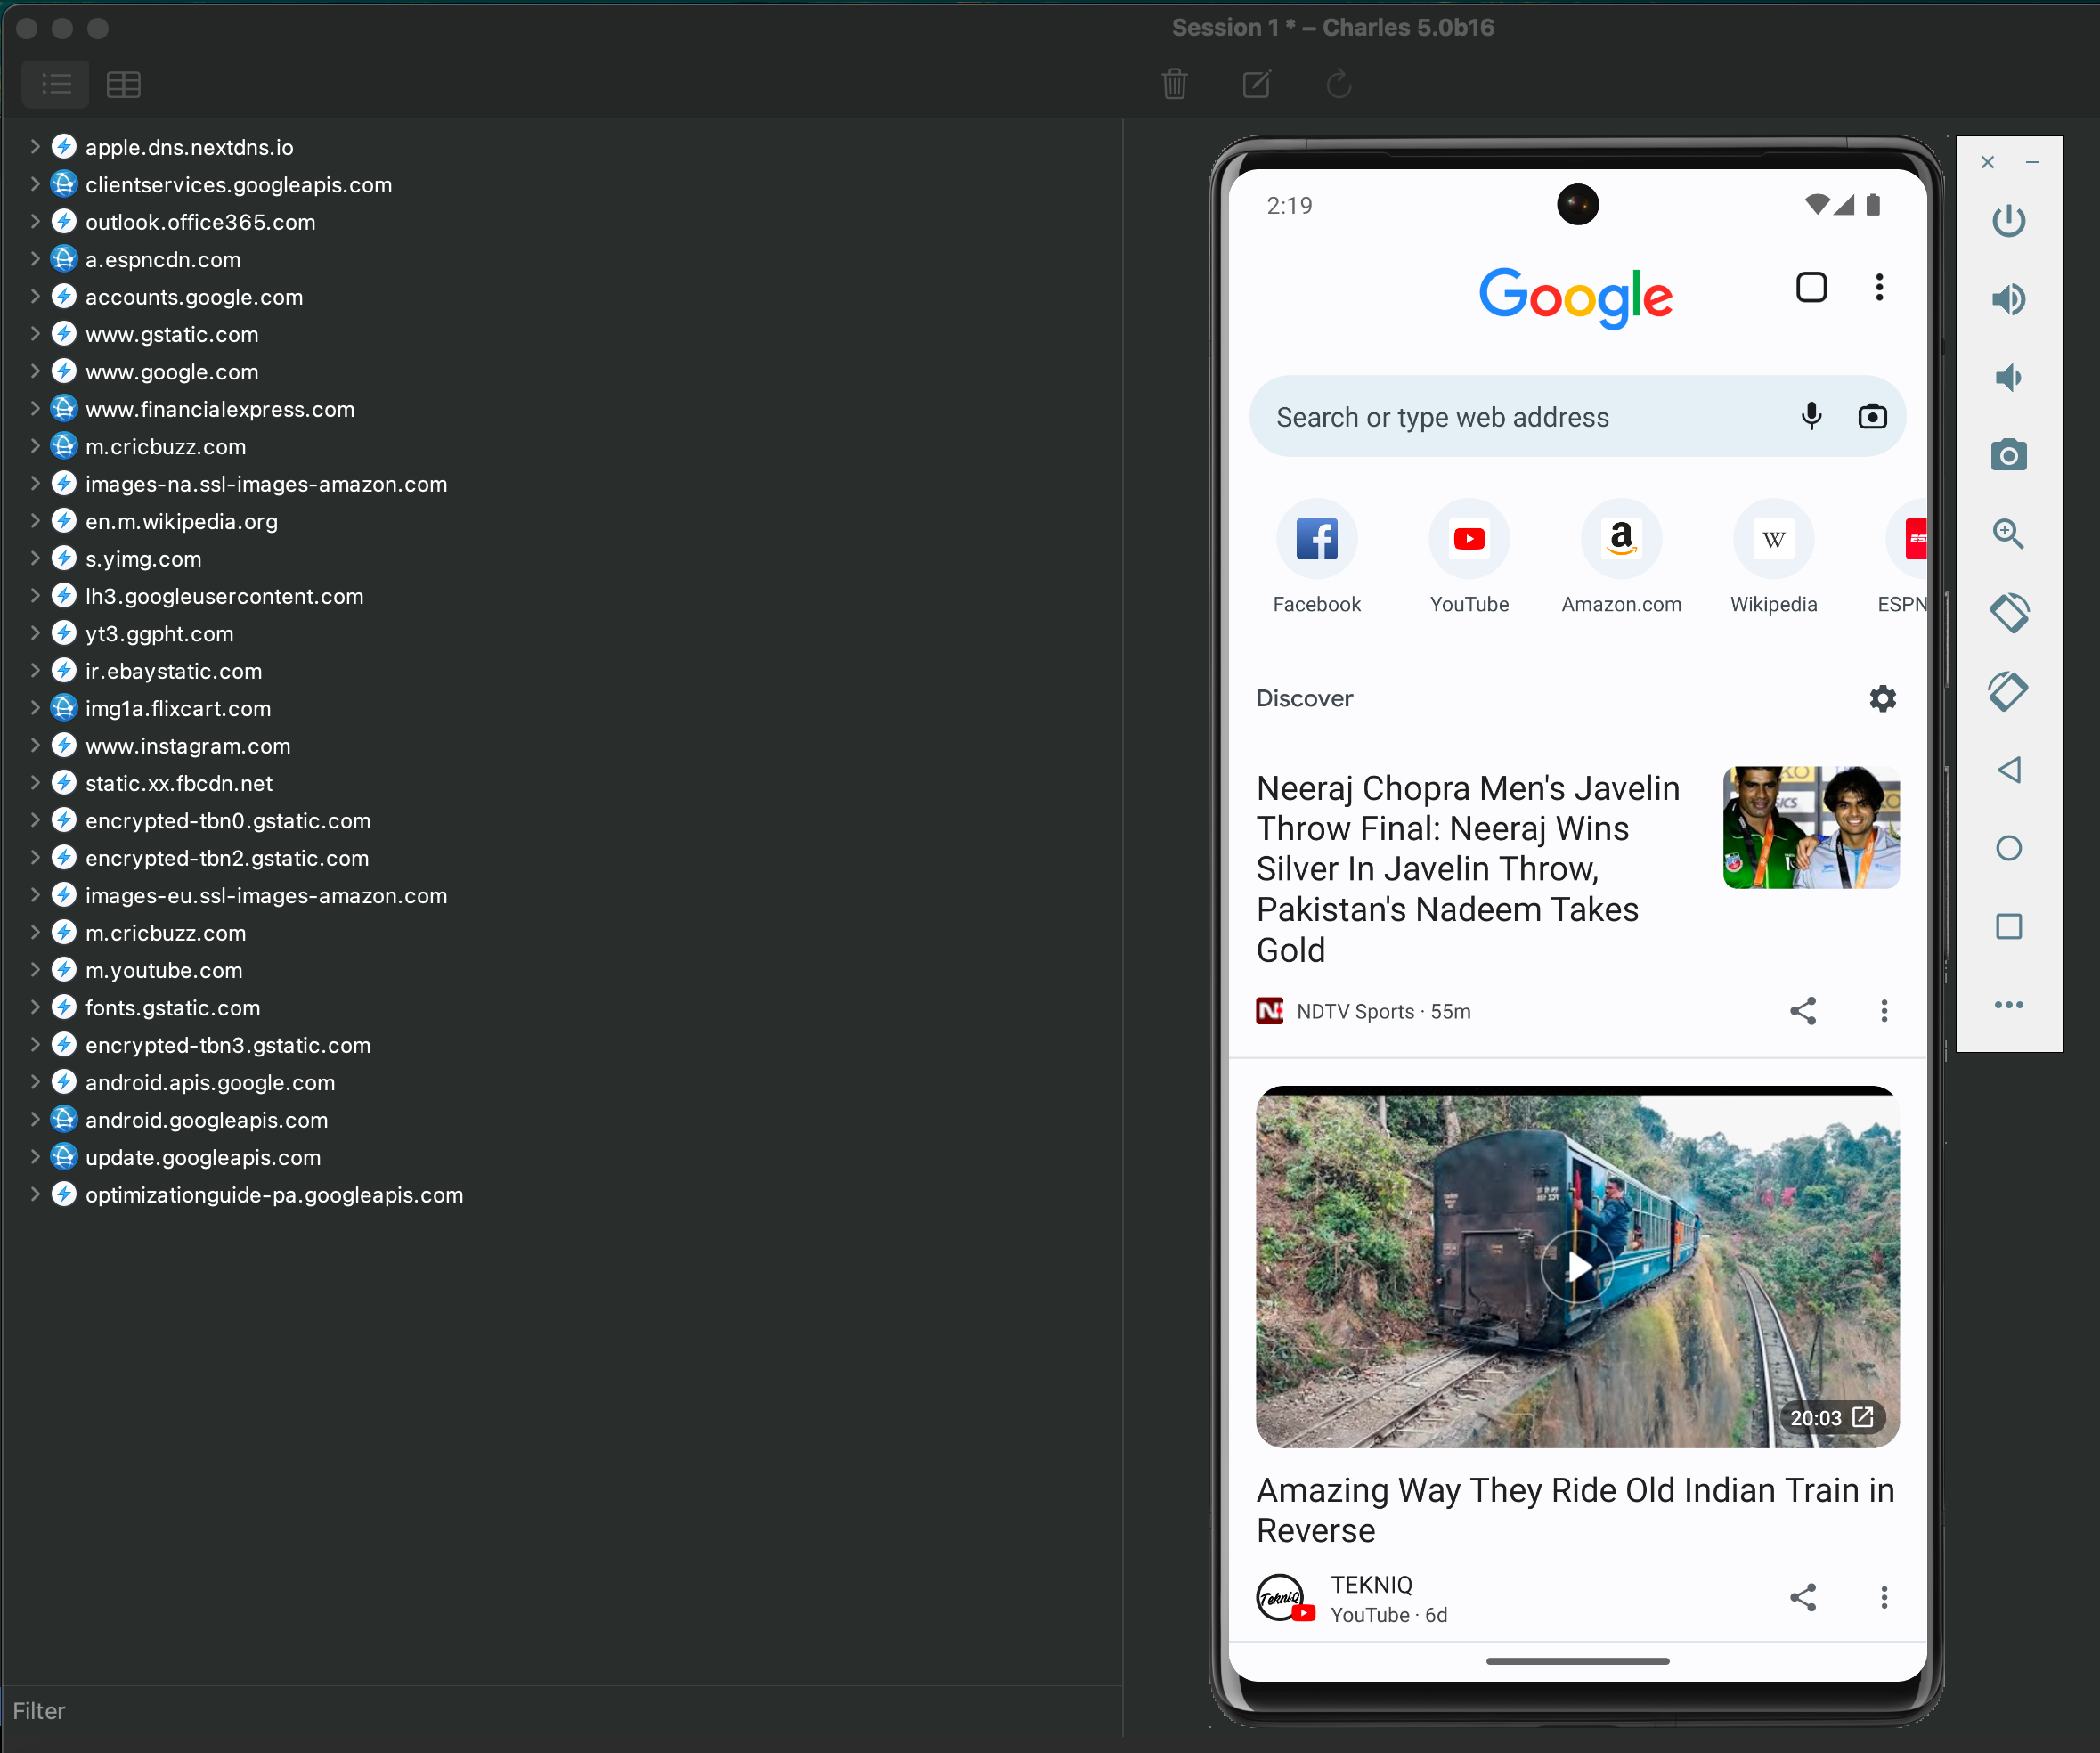 Session 1 * – Charles 5.0b16
apple.dns.nextdns.io
clientservices.googleapis.com
outlook.office365.com
a.espncdn.com
accounts.google.com
www.gstatic.com
www.google.com
www.financialexpress.com
m.cricbuzz.com
images-na.ssl-images-amazon.com
en.m.wikipedia.org
s.yimg.com
lh3.googleusercontent.com
yt3.ggpht.com
ir.ebaystatic.com
img1a.flixcart.com
www.instagram.com
static.xx.fbcdn.net
encrypted-tbn0.gstatic.com
encrypted-tbn2.gstatic.com
images-eu.ssl-images-amazon.com
m.cricbuzz.com
m.youtube.com
fonts.gstatic.com
encrypted-tbn3.gstatic.com
android.apis.google.com
android.googleapis.com
update.googleapis.com
optimizationguide-pa.googleapis.com
Filter
2:19
Google
Search or type web address
Facebook YouTube Amazon.com Wikipedia ESPN
Discover
Neeraj Chopra Men's Javelin
Throw Final: Neeraj Wins
Silver In Javelin Throw,
Pakistan's Nadeem Takes
Gold
NDTV Sports · 55m
20:03
Amazing Way They Ride Old Indian Train in
Reverse
TekniQ
TEKNIQ
YouTube · 6d